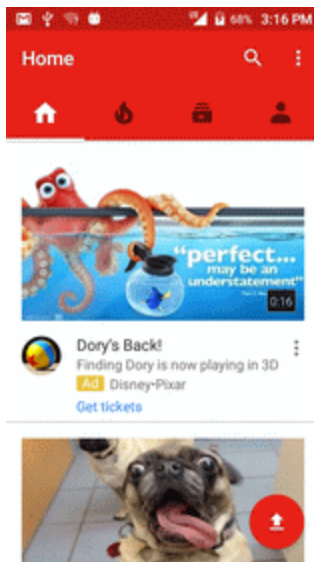 68% 3:16 PM
Home
“perfect...
may be an
understatement”
0:16
Dory's Back!
Finding Dory is now playing in 3D
Ad Disney•Pixar
Get tickets